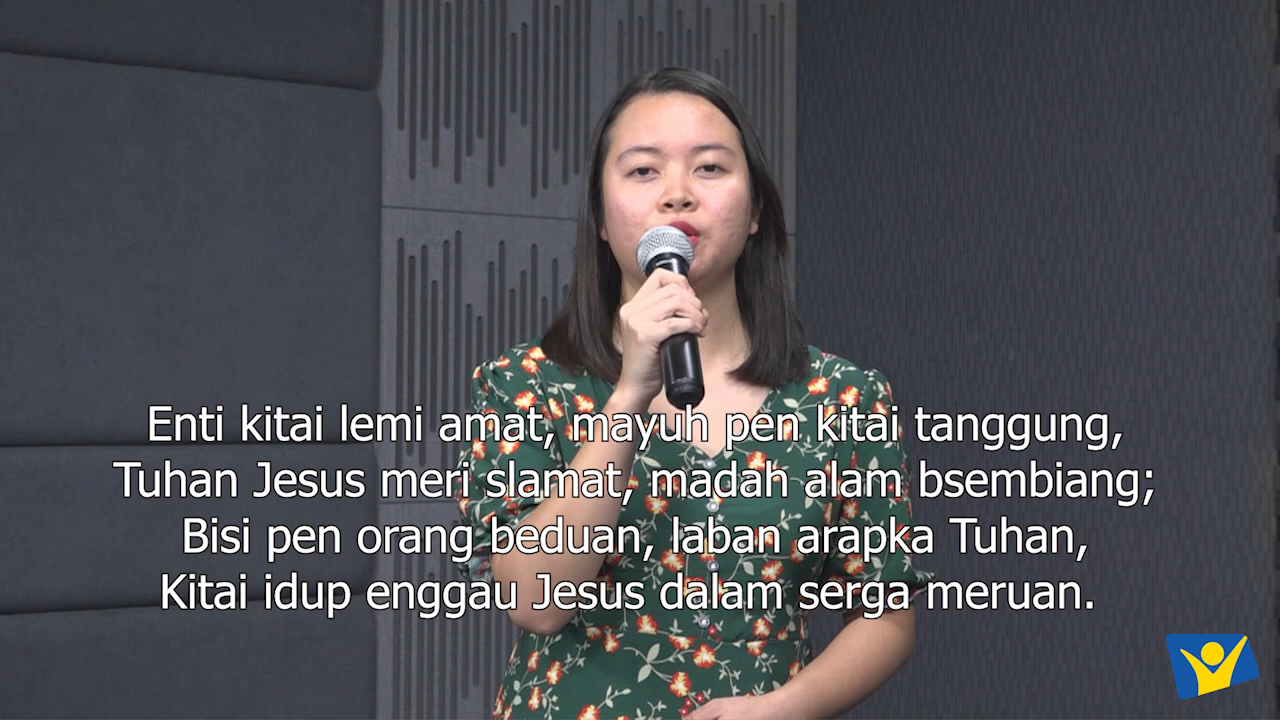 Enti kitai lemi amat, mayuh pen kitai tanggung,
Tuhan Jesus meri slamat, madah alam bsembiang;
Bisi pen orang beduan, laban arapka Tuhan,
Kitai idup enggau Jesus dalam serga meruan.